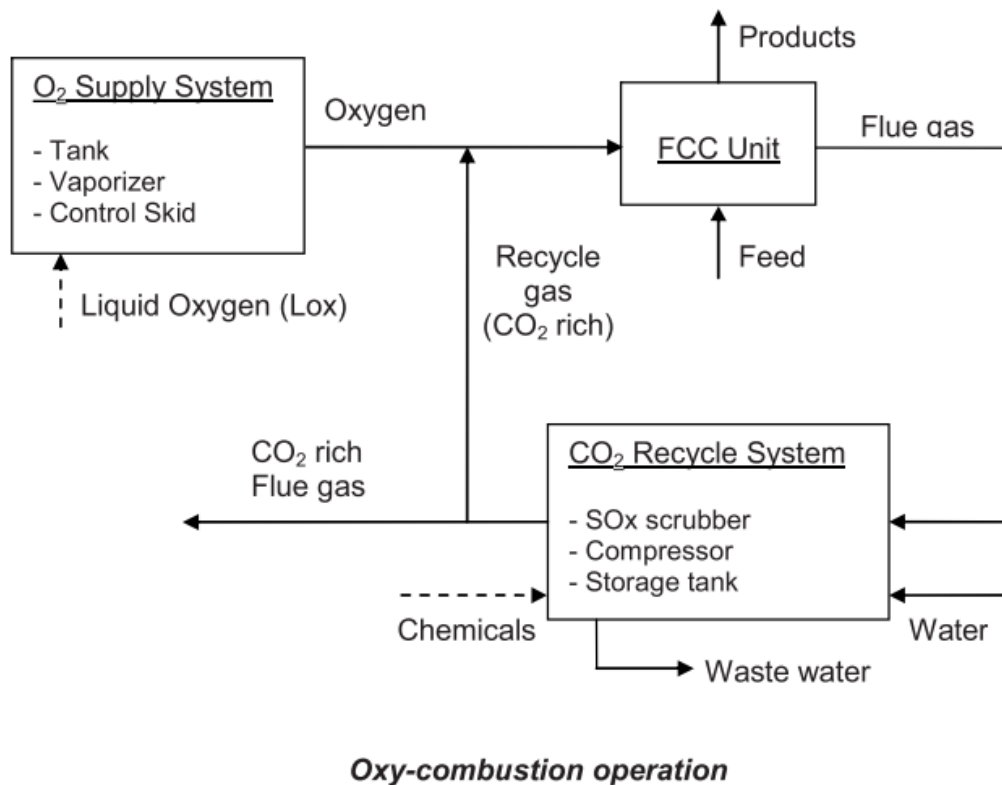 Products
O₂ Supply System
- Tank
- Vaporizer
- Control Skid
Oxygen
FCC Unit
Flue gas
Feed
Liquid Oxygen (Lox)
Recycle
gas
(CO₂ rich)
CO₂ rich
Flue gas
CO₂ Recycle System
- SOx scrubber
- Compressor
- Storage tank
Chemicals
Water
Waste water
Oxy-combustion operation